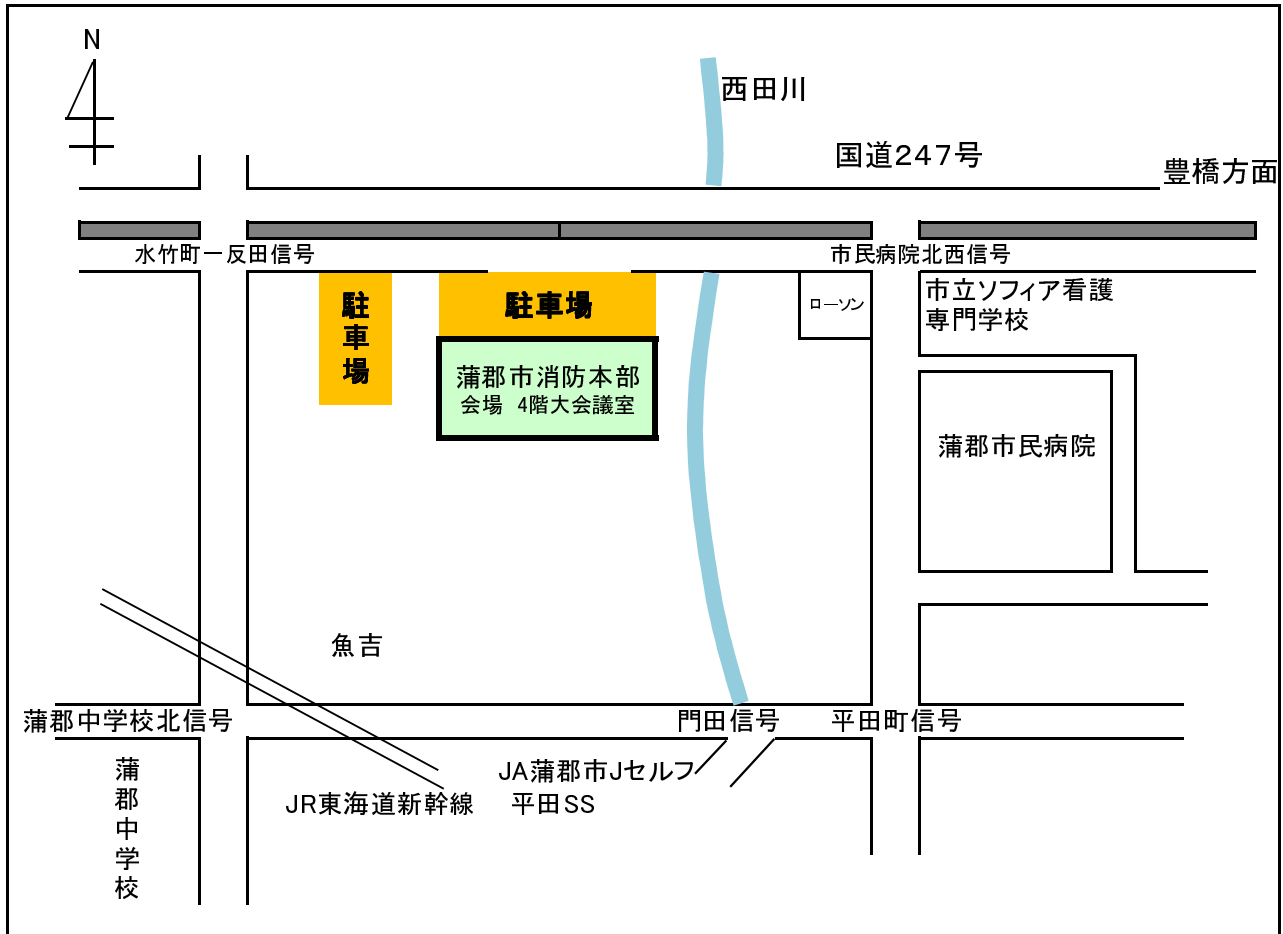 N
西田川
国道247号
豊橋方面
水竹町一反田信号
市民病院北西信号
駐車場
駐車場
ローソン
市立ソフィア看護
専門学校
蒲郡市消防本部
会場 4階大会議室
蒲郡市民病院
魚吉
蒲郡中学校北信号
門田信号
平田町信号
蒲郡中学校
JA蒲郡市Jセルフ
平田SS
JR東海道新幹線